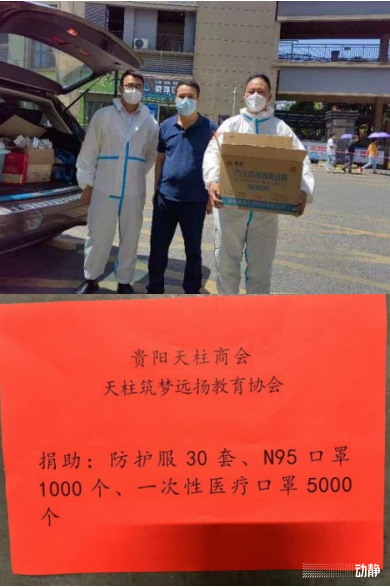 贵阳天柱商会
天柱筑梦远扬教育协会
捐助：防护服30套、N95口罩
1000个、一次性医疗口罩5000
个
动静